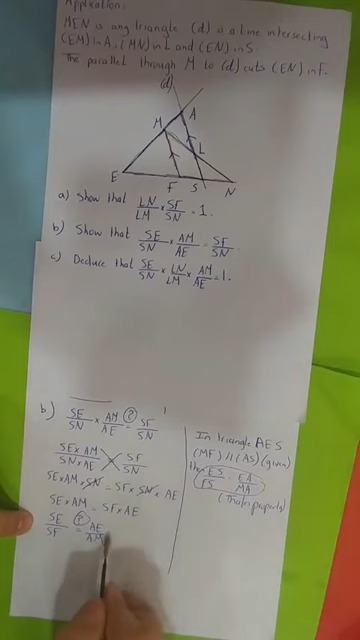 Application:
MEN is any triangle (d) is a line intersecting
(EM) in A, (MN) in L and (EN) in S.
The parallel through M to (d) cuts (EN) in F.
(d)
A
M
L
E
F
S
N
a) Show that LN/LM × SF/SN = 1.
b) Show that SE/SN × AM/AE = SF/SN.
c) Deduce that SE/SN × LN/LM × AM/AE = 1.
b) SE/SN × AM/AE (?) = SF/SN
SE×AM/SN×AE = SF/SN
SE×AM×SN = SF×SN×AE
SE×AM = SF×AE
SE/SF (?) = AE/AM
In triangle AES
(MF) // (AS) (given)
ES/FS = EA/MA
(Thales property)